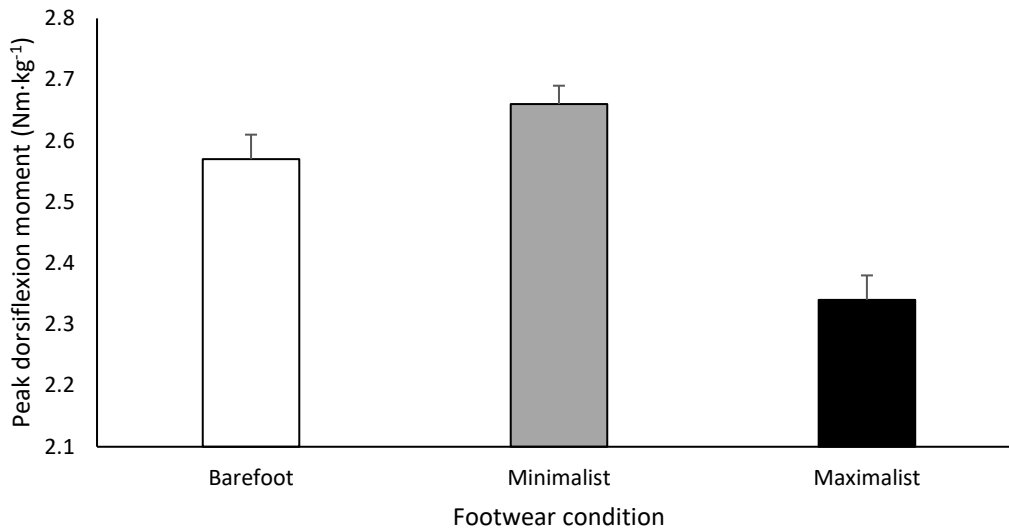 Peak dorsiflexion moment (Nm·kg⁻¹)
2.8
2.7
2.6
2.5
2.4
2.3
2.2
2.1
Barefoot Minimalist Maximalist
Footwear condition